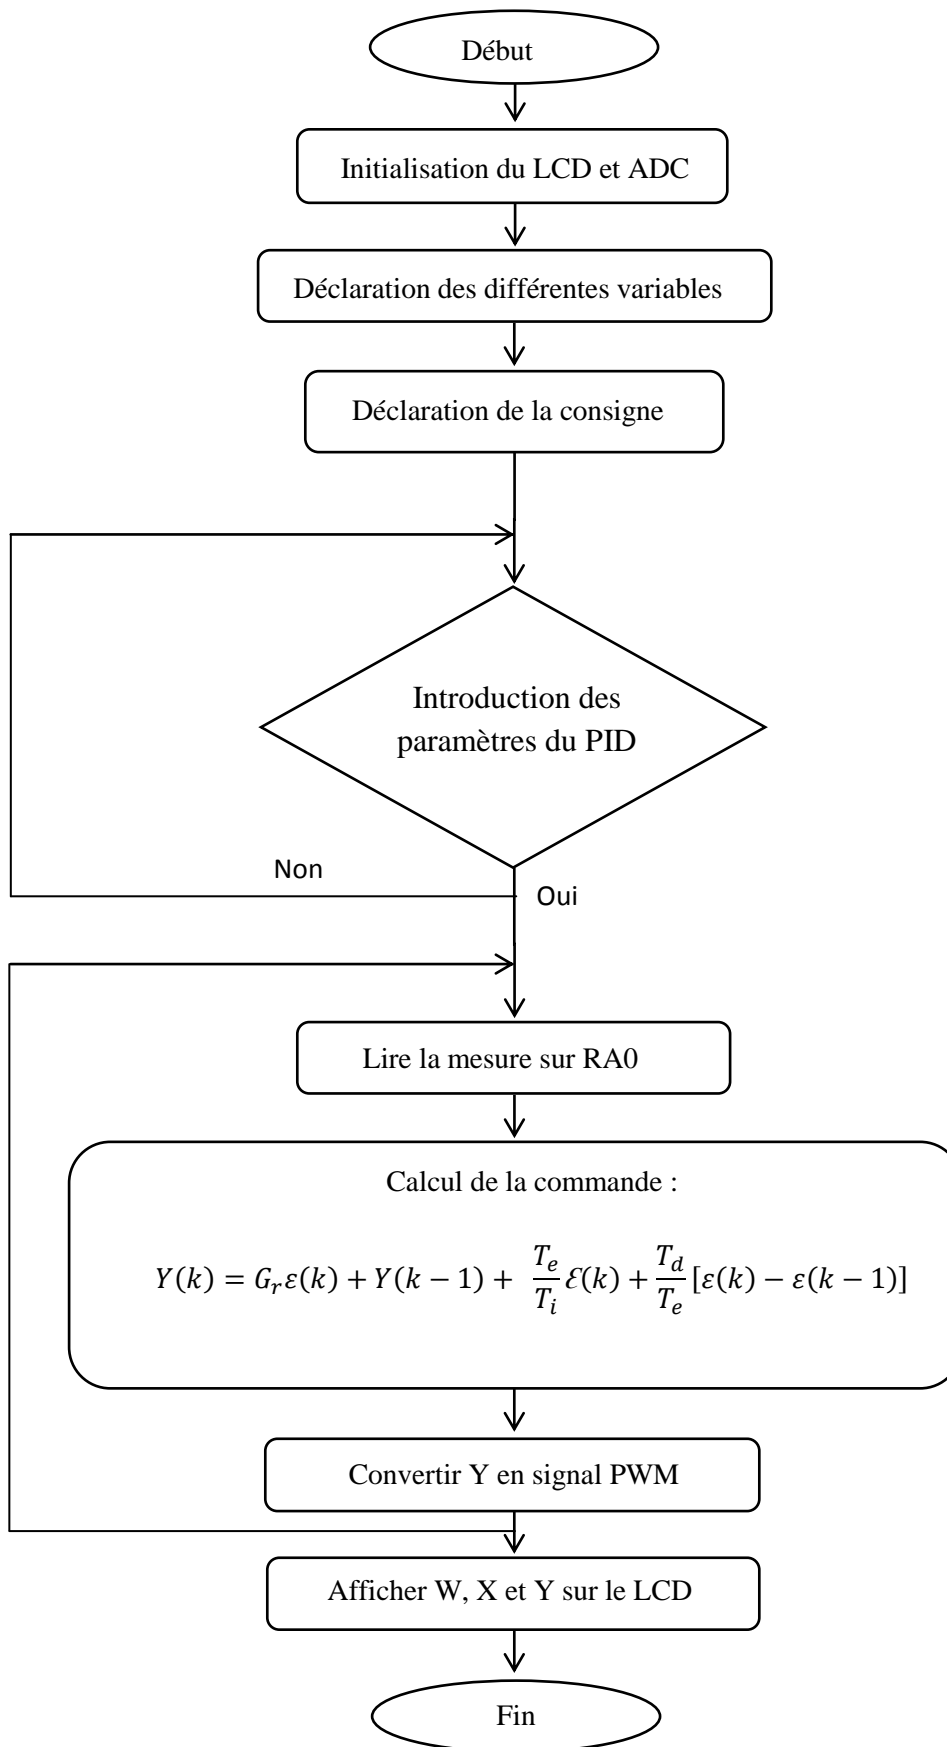 Début
Initialisation du LCD et ADC
Déclaration des différentes variables
Déclaration de la consigne
Introduction des
paramètres du PID
Non
Oui
Lire la mesure sur RA0
Calcul de la commande :
Y(k) = G_r ε(k) + Y(k − 1) + T_e/T_i ℰ(k) + T_d/T_e [ε(k) − ε(k − 1)]
Convertir Y en signal PWM
Afficher W, X et Y sur le LCD
Fin